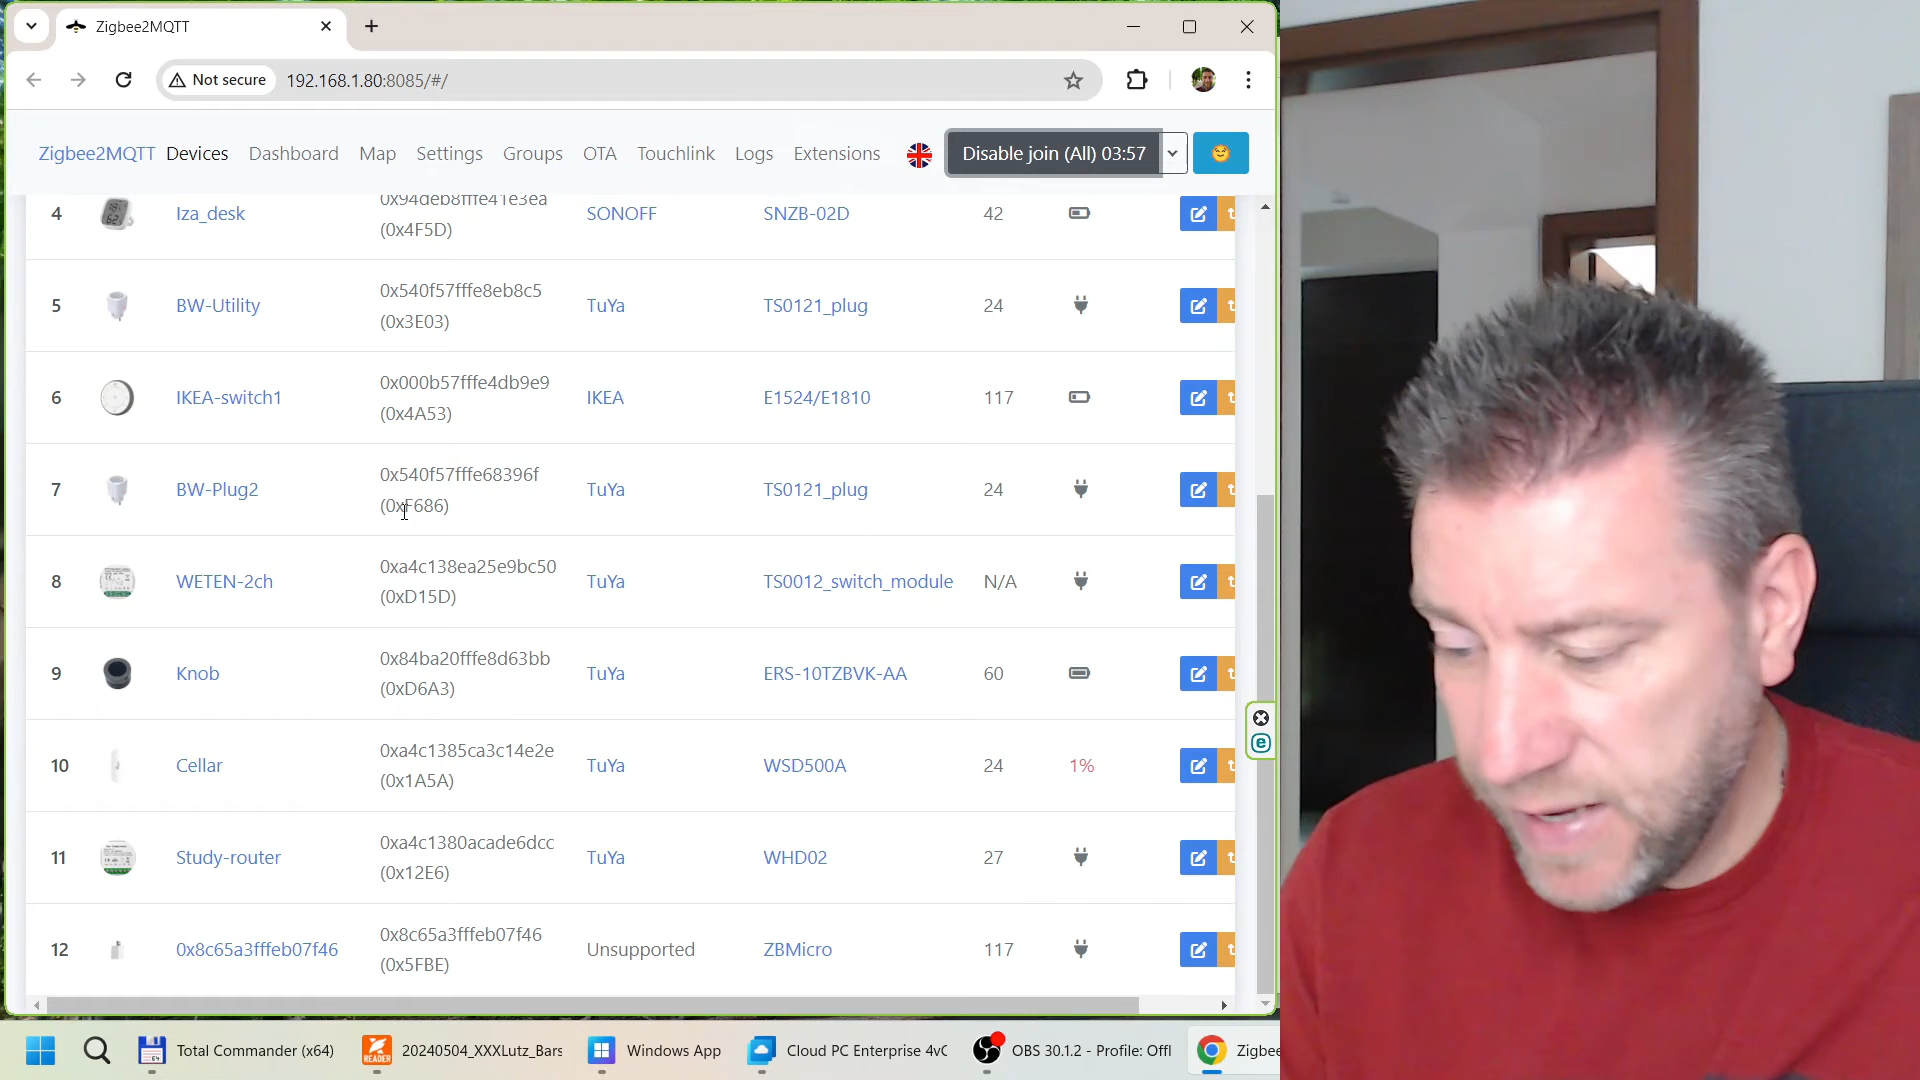 Zigbee2MQTT
Not secure 192.168.1.80:8085/#/
Zigbee2MQTT Devices Dashboard Map Settings Groups OTA Touchlink Logs Extensions Disable join (All) 03:57
4 Iza_desk 0x94deb8fffe41e3ea SONOFF SNZB-02D 42
(0x4F5D)
5 BW-Utility 0x540f57fffe8eb8c5 TuYa TS0121_plug 24
(0x3E03)
6 IKEA-switch1 0x000b57fffe4db9e9 IKEA E1524/E1810 117
(0x4A53)
7 BW-Plug2 0x540f57fffe68396f TuYa TS0121_plug 24
(0xF686)
8 WETEN-2ch 0xa4c138ea25e9bc50 TuYa TS0012_switch_module N/A
(0xD15D)
9 Knob 0x84ba20fffe8d63bb TuYa ERS-10TZBVK-AA 60
(0xD6A3)
10 Cellar 0xa4c1385ca3c14e2e TuYa WSD500A 24 1%
(0x1A5A)
11 Study-router 0xa4c1380acade6dcc TuYa WHD02 27
(0x12E6)
12 0x8c65a3fffeb07f46 0x8c65a3fffeb07f46 Unsupported ZBMicro 117
(0x5FBE)
64 Total Commander (x64) READER 20240504_XXXLutz_Bars Windows App Cloud PC Enterprise 4vC OBS 30.1.2 - Profile: Offl Zigbee